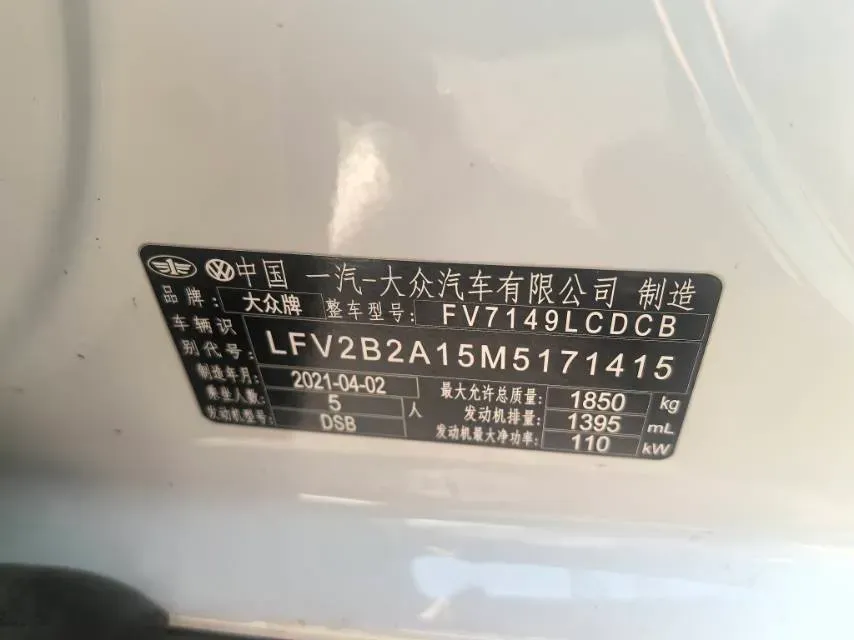 中国 一汽-大众汽车有限公司 制造
品牌: 大众牌 整车型号: FV7149LCDCB
车辆识别代号: LFV2B2A15M5171415
制造年月: 2021-04-02 最大允许总质量: 1850 kg
乘坐人数: 5 人 发动机排量: 1395 mL
发动机型号: DSB 发动机最大净功率: 110 kW